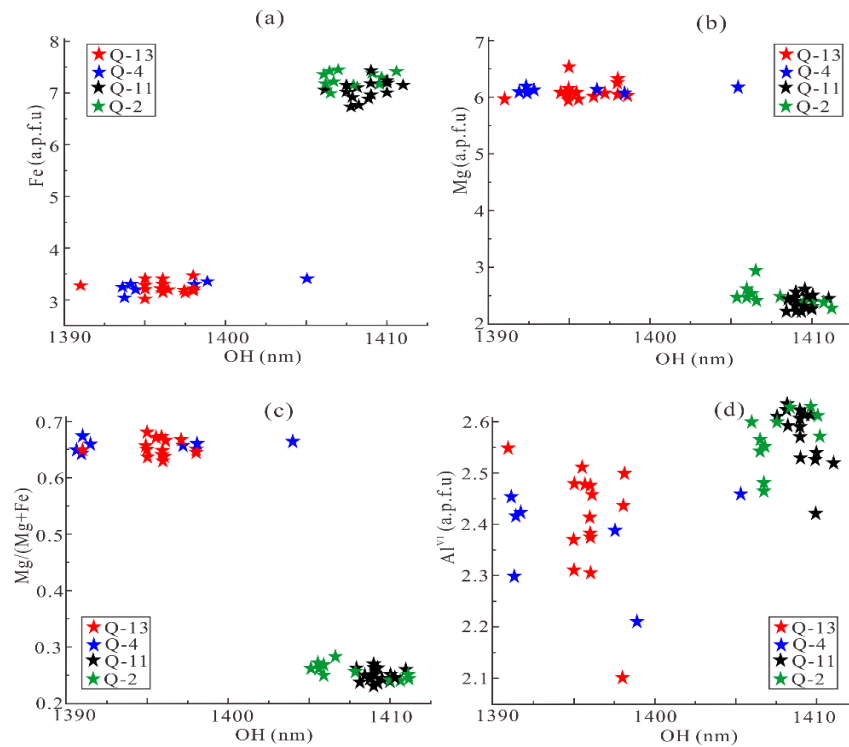 (a)
Q-13
Q-4
Q-11
Q-2
8
7
6
5
4
3
Fe (a.p.f.u)
1390
1400
1410
OH (nm)
(b)
Q-13
Q-4
Q-11
Q-2
7
6
5
4
3
2
Mg (a.p.f.u)
1390
1400
1410
OH (nm)
(c)
0.7
0.6
0.5
0.4
0.3
0.2
Mg/(Mg+Fe)
Q-13
Q-4
Q-11
Q-2
1390
1400
1410
OH (nm)
(d)
2.6
2.5
2.4
2.3
2.2
2.1
Alⱽᴵ (a.p.f.u)
Q-13
Q-4
Q-11
Q-2
1390
1400
1410
OH (nm)